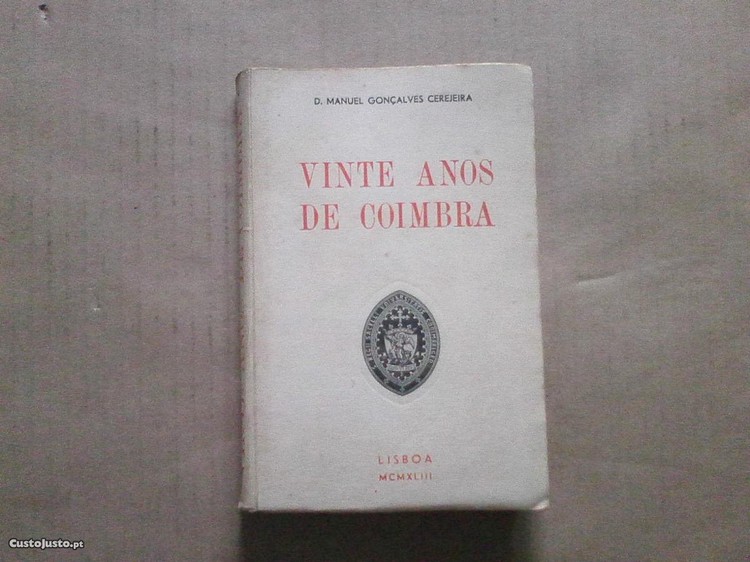 D. MANUEL GONÇALVES CEREJEIRA
VINTE ANOS
DE COIMBRA
LISBOA
MCMXLIII
CustoJusto.pt